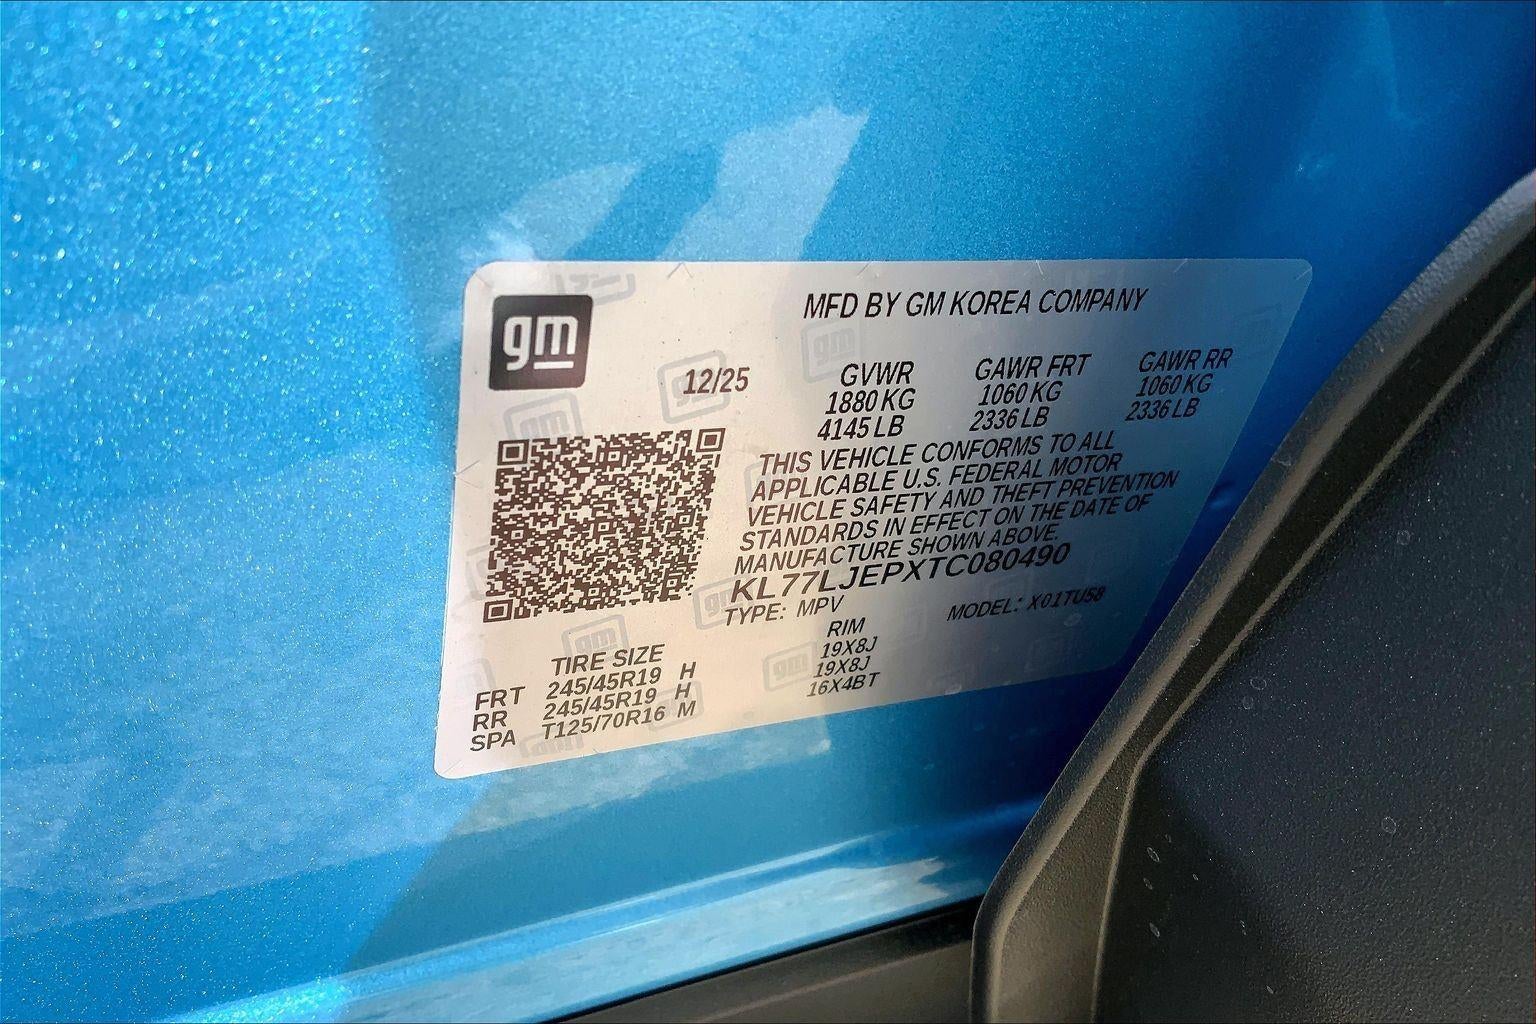 gm
MFD BY GM KOREA COMPANY
12/25
GVWR GAWR FRT GAWR RR
1880 KG 1060 KG 1060 KG
4145 LB 2336 LB 2336 LB
THIS VEHICLE CONFORMS TO ALL
APPLICABLE U.S. FEDERAL MOTOR
VEHICLE SAFETY AND THEFT PREVENTION
STANDARDS IN EFFECT ON THE DATE OF
MANUFACTURE SHOWN ABOVE.
KL77LJEPXTC080490
TYPE: MPV MODEL: X01TU58
TIRE SIZE RIM
FRT 245/45R19 H 19X8J
RR 245/45R19 H 19X8J
SPA T125/70R16 M 16X4BT